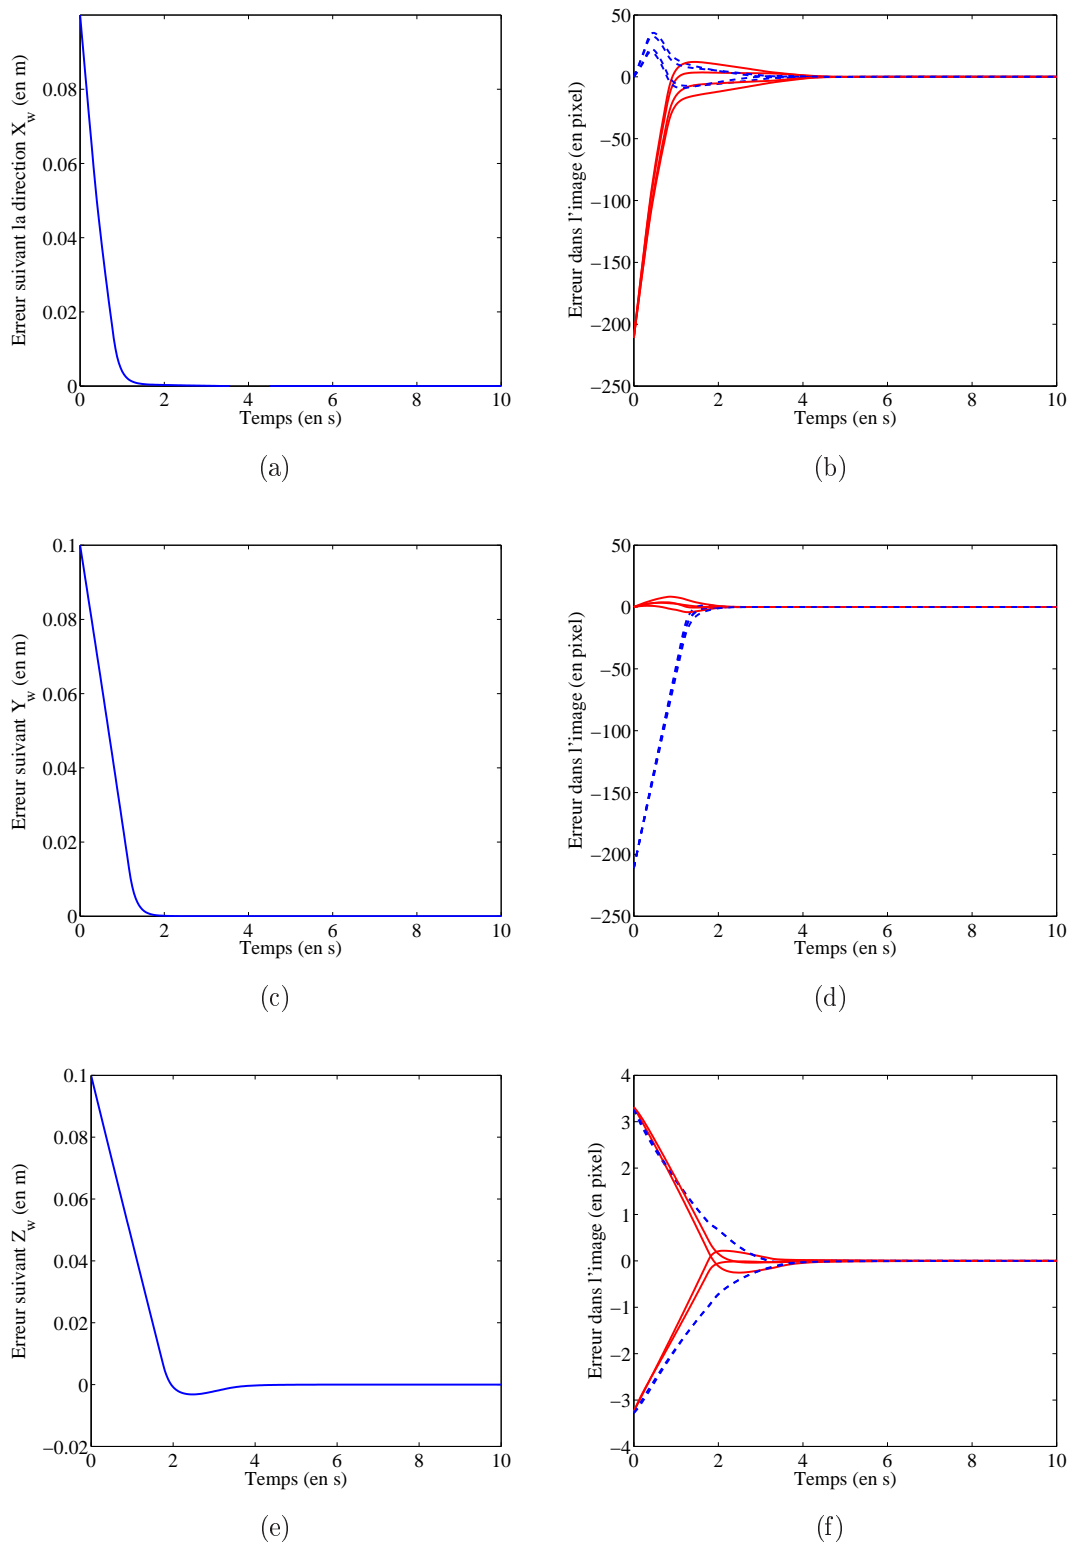 0.08
0.06
0.04
0.02
0
0 2 4 6 8 10
Erreur suivant la direction X_w (en m)
Temps (en s)
(a)
50
0
−50
−100
−150
−200
−250
0 2 4 6 8 10
Erreur dans l'image (en pixel)
Temps (en s)
(b)
0.1
0.08
0.06
0.04
0.02
0
0 2 4 6 8 10
Erreur suivant Y_w (en m)
Temps (en s)
(c)
50
0
−50
−100
−150
−200
−250
0 2 4 6 8 10
Erreur dans l'image (en pixel)
Temps (en s)
(d)
0.1
0.08
0.06
0.04
0.02
0
−0.02
0 2 4 6 8 10
Erreur suivant Z_w (en m)
Temps (en s)
(e)
4
3
2
1
0
−1
−2
−3
−4
0 2 4 6 8 10
Erreur dans l'image (en pixel)
Temps (en s)
(f)